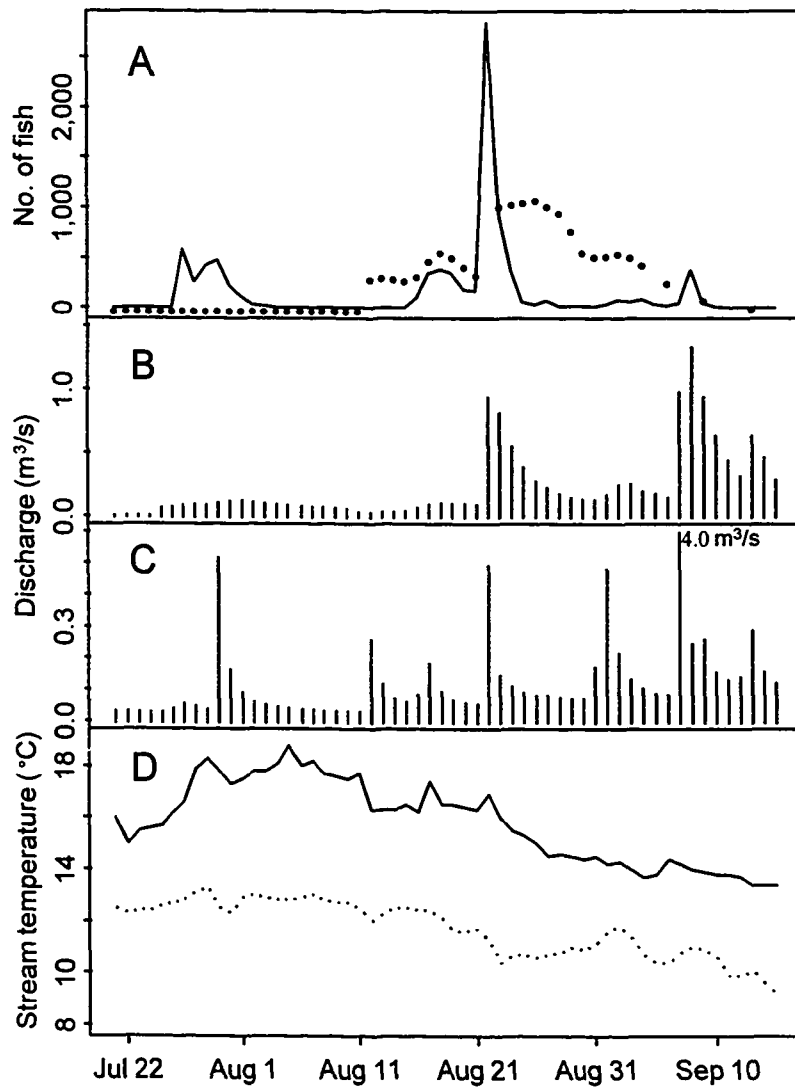 A
No. of fish
2,000
1,000
0
B
Discharge (m³/s)
1.0
0.0
C
4.0 m³/s
0.3
0.0
D
Stream temperature (°C)
18
14
10
8
Jul 22 Aug 1 Aug 11 Aug 21 Aug 31 Sep 10